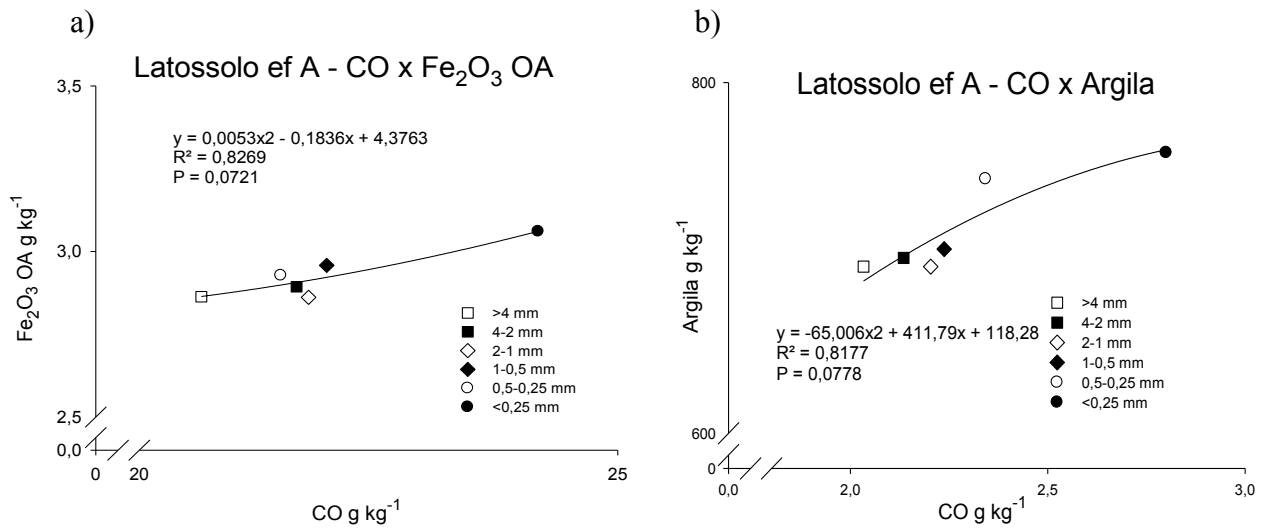 a)
Latossolo ef A - CO x Fe₂O₃ OA
3,5
y = 0,0053x2 - 0,1836x + 4,3763
R² = 0,8269
P = 0,0721
3,0
Fe₂O₃ OA g kg⁻¹
>4 mm
4-2 mm
2-1 mm
1-0,5 mm
0,5-0,25 mm
<0,25 mm
2,5
0,0
0 20 25
CO g kg⁻¹
b)
Latossolo ef A - CO x Argila
800
Argila g kg⁻¹
>4 mm
4-2 mm
2-1 mm
1-0,5 mm
0,5-0,25 mm
<0,25 mm
y = -65,006x2 + 411,79x + 118,28
R² = 0,8177
P = 0,0778
600
0
0,0 2,0 2,5 3,0
CO g kg⁻¹